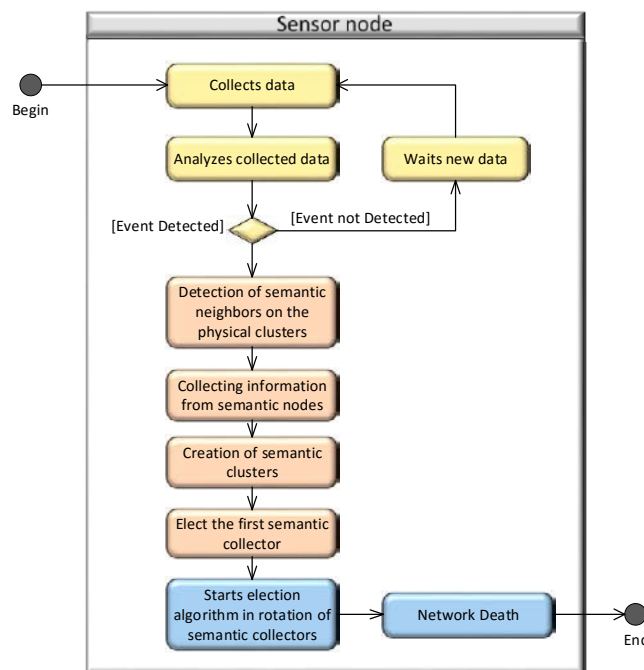 Sensor node
Collects data
Begin
Analyzes collected data
Waits new data
[Event Detected]
[Event not Detected]
Detection of semantic
neighbors on the
physical clusters
Collecting information
from semantic nodes
Creation of semantic
clusters
Elect the first semantic
collector
Starts election
algorithm in rotation of
semantic collectors
Network Death
End